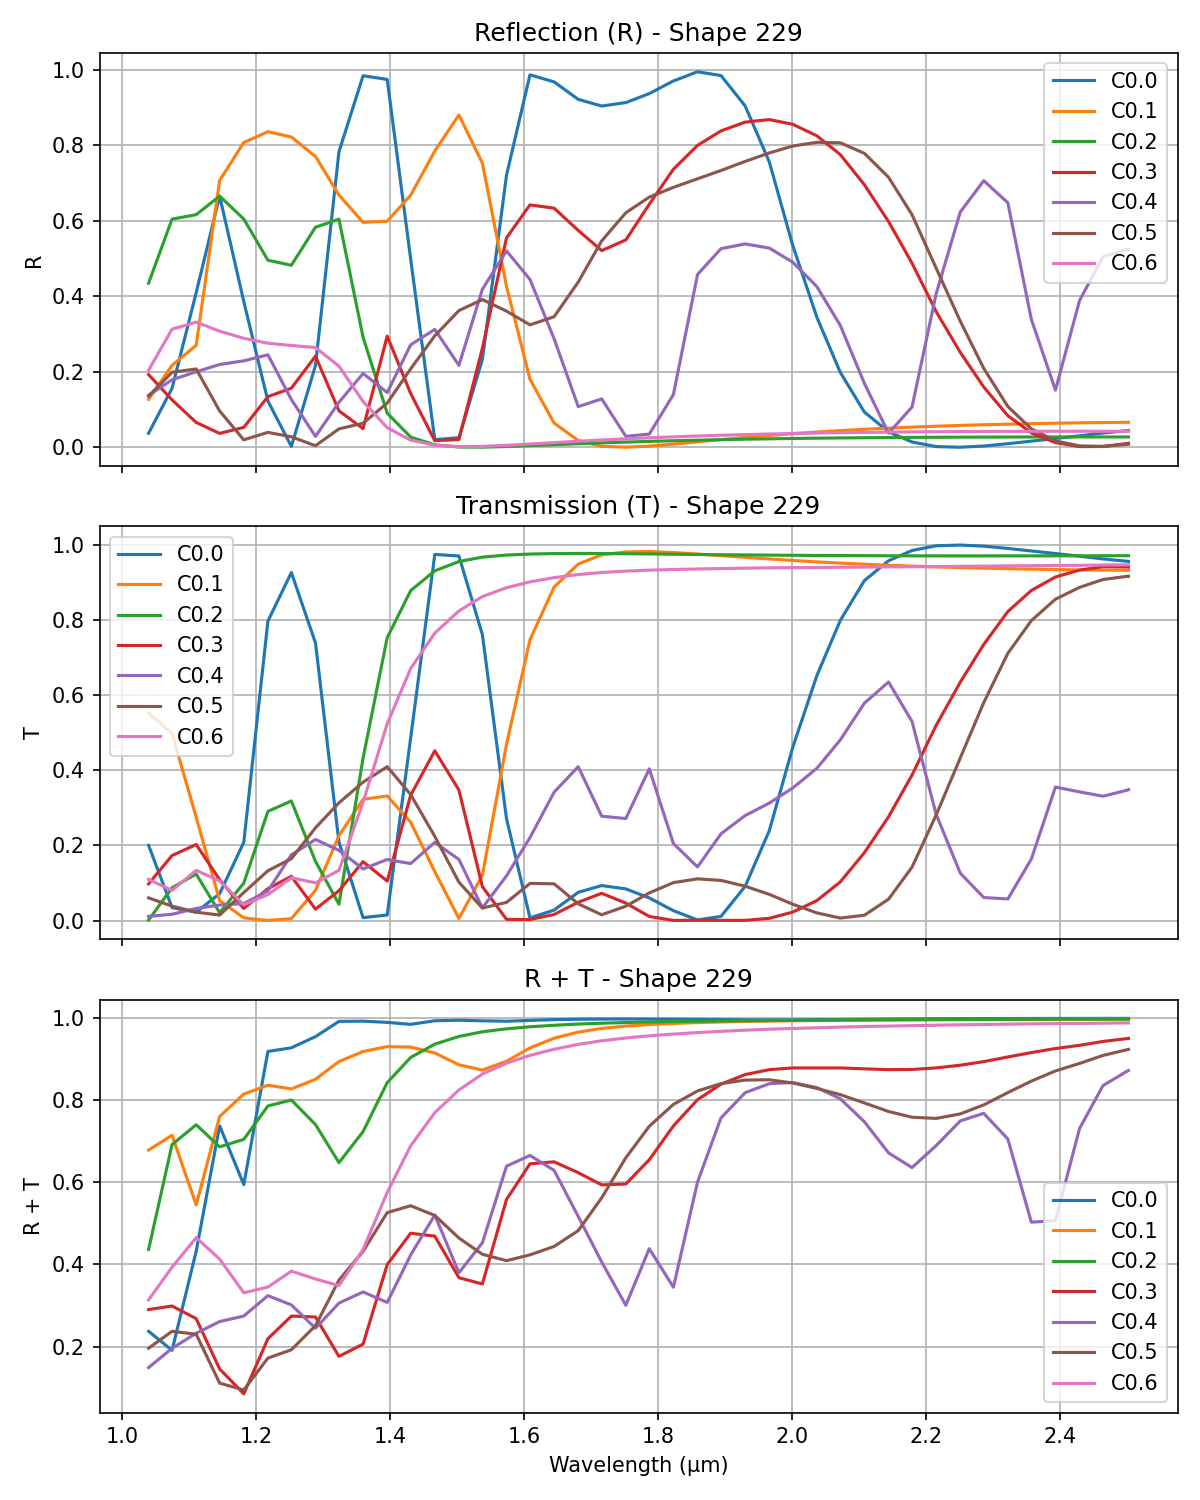 Reflection (R) - Shape 229
1.0
0.8
0.6
0.4
0.2
0.0
R
C0.0
C0.1
C0.2
C0.3
C0.4
C0.5
C0.6
Transmission (T) - Shape 229
1.0
0.8
0.6
0.4
0.2
0.0
T
C0.0
C0.1
C0.2
C0.3
C0.4
C0.5
C0.6
R + T - Shape 229
1.0
0.8
0.6
0.4
0.2
R + T
C0.0
C0.1
C0.2
C0.3
C0.4
C0.5
C0.6
1.0 1.2 1.4 1.6 1.8 2.0 2.2 2.4
Wavelength (μm)